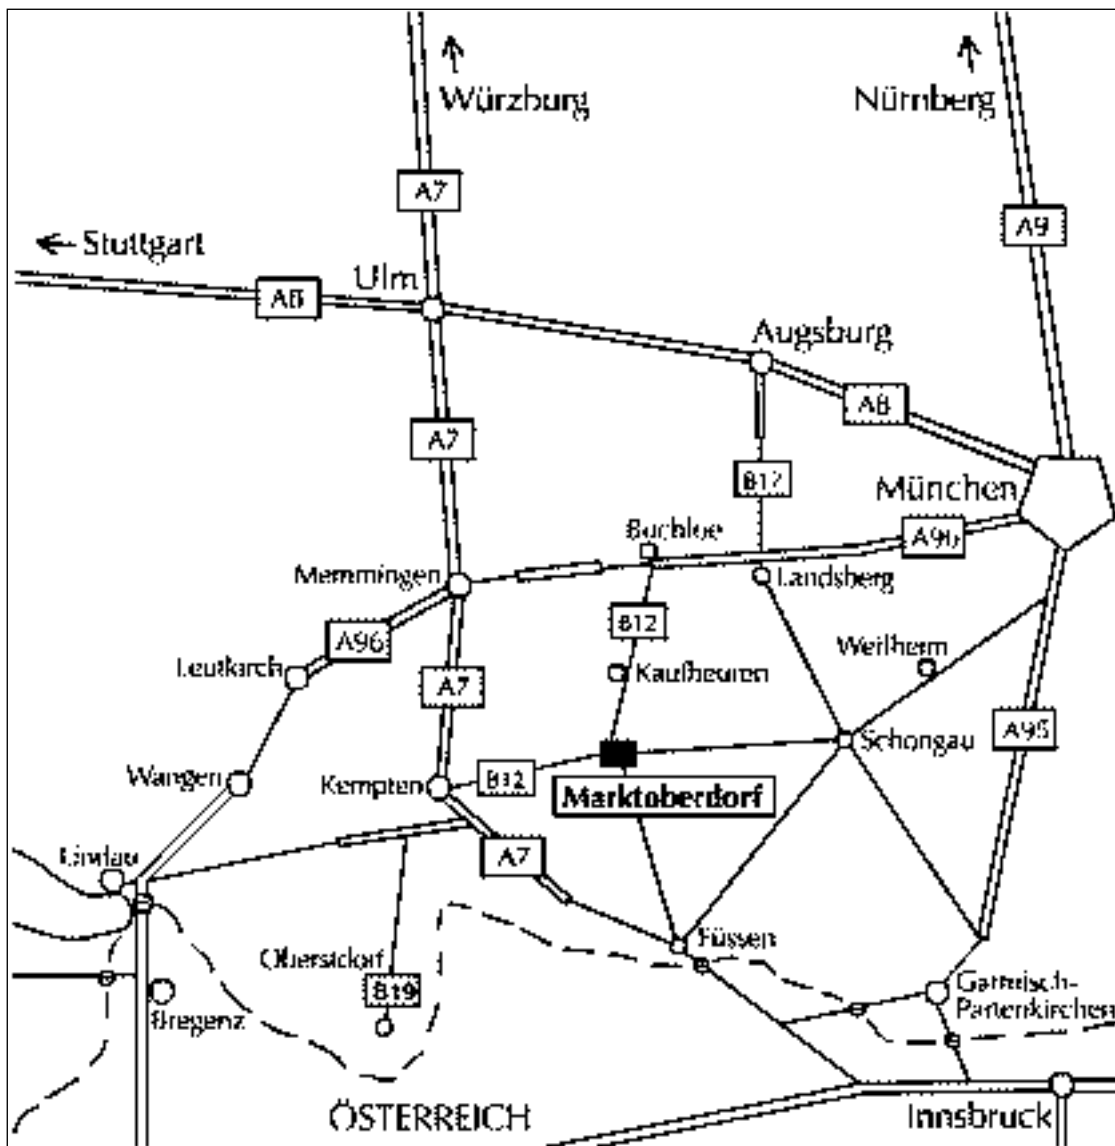 Würzburg
Nürnberg
A7
A9
Stuttgart
Ulm
A8
Augsburg
A8
A7
B17
München
Buchloe
A96
Memmingen
Landsberg
B12
A96
Weilheim
Leutkirch
Kaufbeuren
A7
A95
Schongau
Wangen
Kempten
B12
Marktoberdorf
A7
Lindau
Füssen
Oberstdorf
B19
Garmisch-
Partenkirchen
Bregenz
ÖSTERREICH
Innsbruck